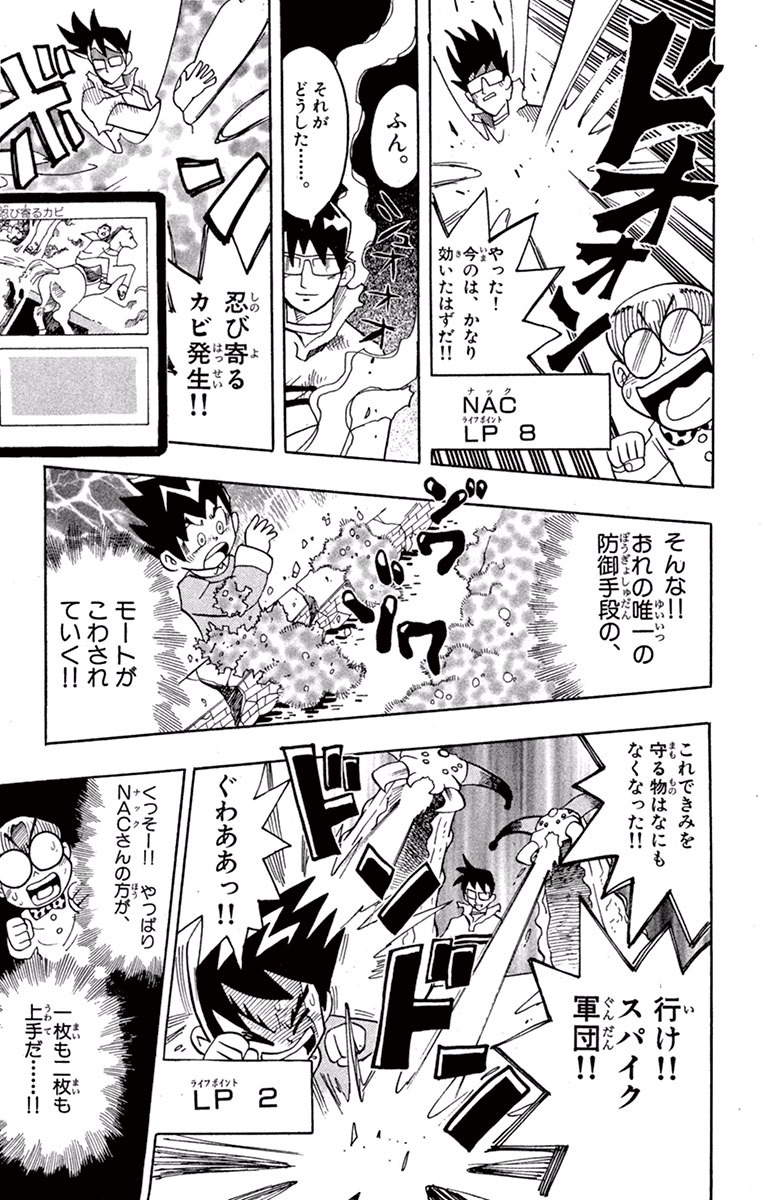 ドオオン
やった！
今のは、かなり
効いたはずだ!!
NAC
LP 8
ふん。
それが
どうした……。
シュオオオ
ギャ
忍び寄る
カビ発生!!
忍び寄るカビ
そんな!!
おれの唯一の
防御手段の、
ゾワ
ゾワ
モートが
こわされ
ていく!!
これできみを
守る物はなにも
なくなった!!
行け!!
スパイク
軍団!!
ドドドド
ぐわああっ!!
LP 2
くっそー!! やっぱり
NACさんの方が、
一枚も二枚も
上手だ……!!